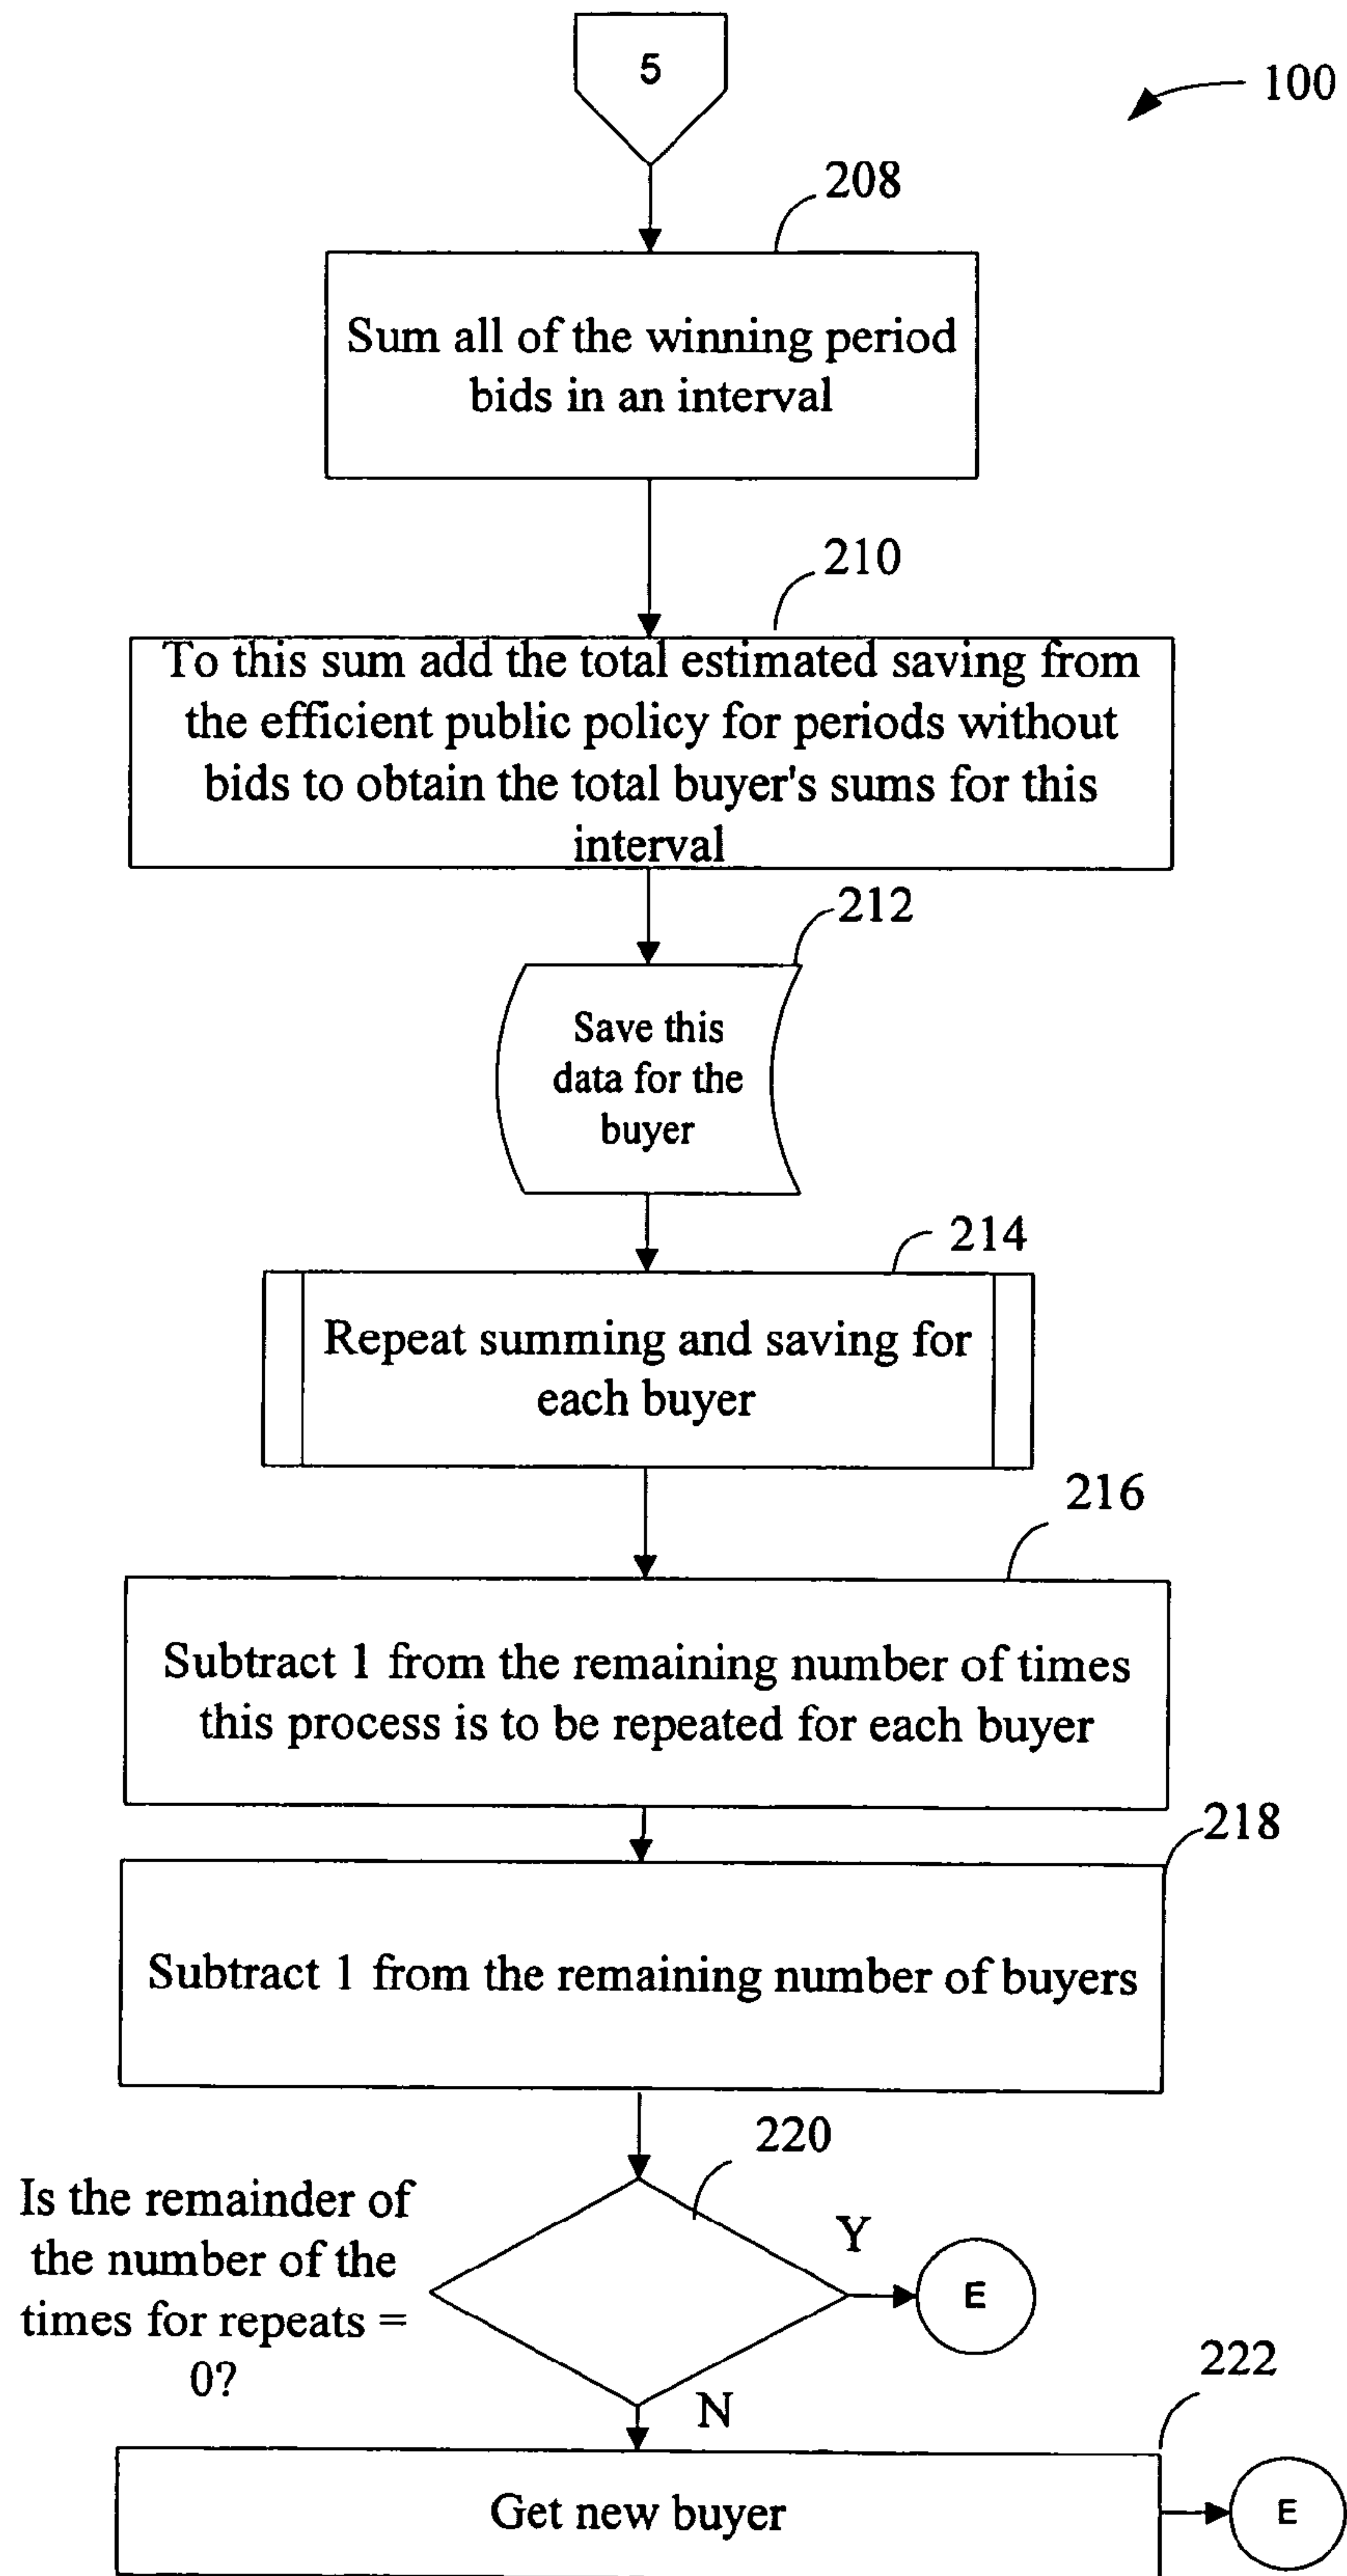 5
100
208
Sum all of the winning period
bids in an interval
210
To this sum add the total estimated saving from
the efficient public policy for periods without
bids to obtain the total buyer's sums for this
interval
212
Save this
data for the
buyer
214
Repeat summing and saving for
each buyer
216
Subtract 1 from the remaining number of times
this process is to be repeated for each buyer
218
Subtract 1 from the remaining number of buyers
220
Is the remainder of
the number of the
times for repeats =
0?
Y
E
N
222
Get new buyer
E